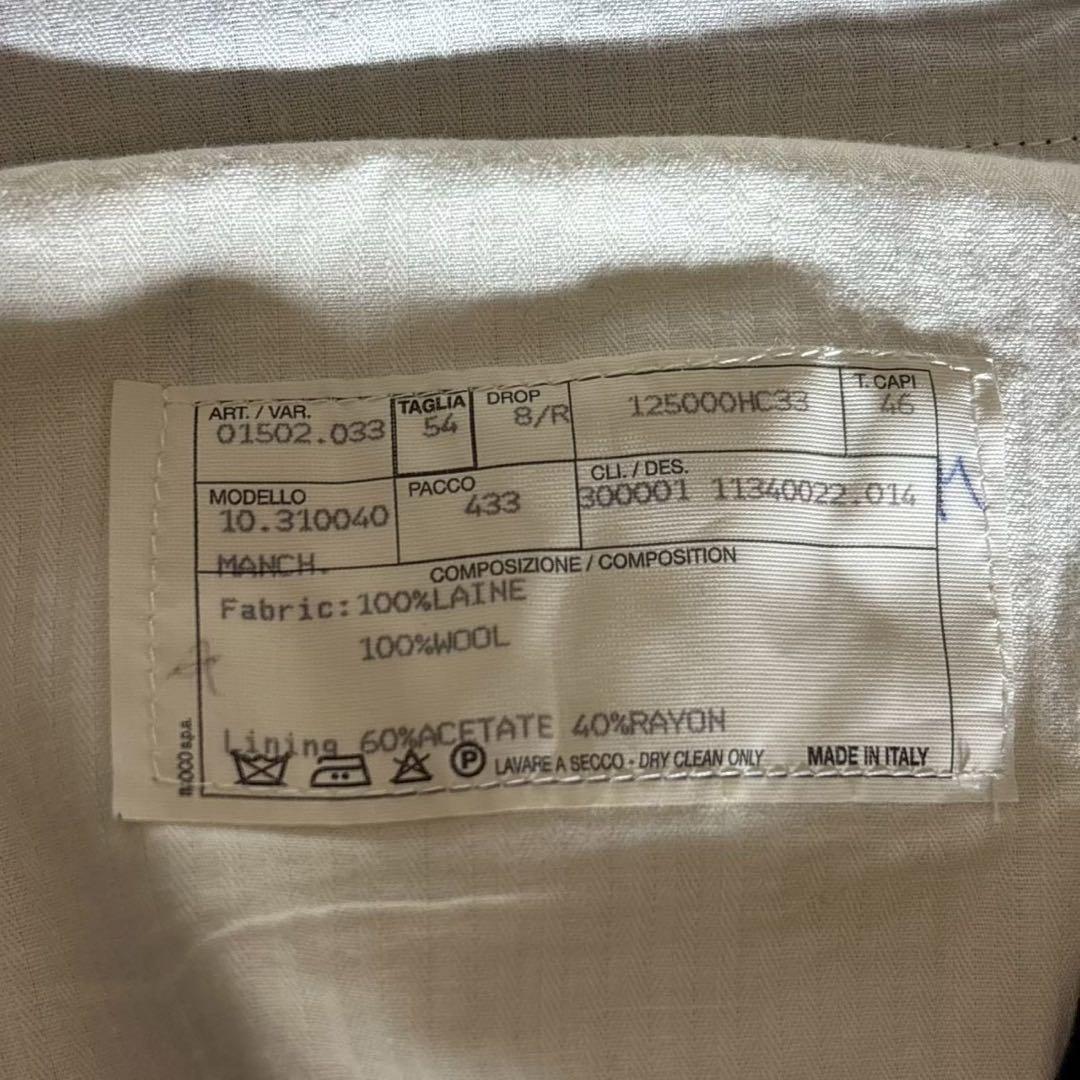 ART. / VAR. TAGLIA DROP 125000HC33 T. CAPI
01502.033 54 8/R 46
MODELLO PACCO CLI. / DES.
10.310040 433 300001 11340022.014
MANCH. COMPOSIZIONE / COMPOSITION
Fabric:100%LAINE
100%WOOL
Lining 60%ACETATE 40%RAYON
P LAVARE A SECCO - DRY CLEAN ONLY MADE IN ITALY